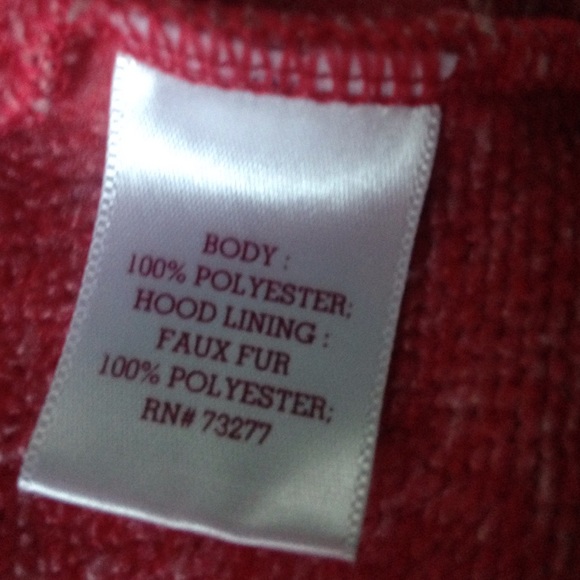 BODY :
100% POLYESTER;
HOOD LINING :
FAUX FUR
100% POLYESTER;
RN# 73277